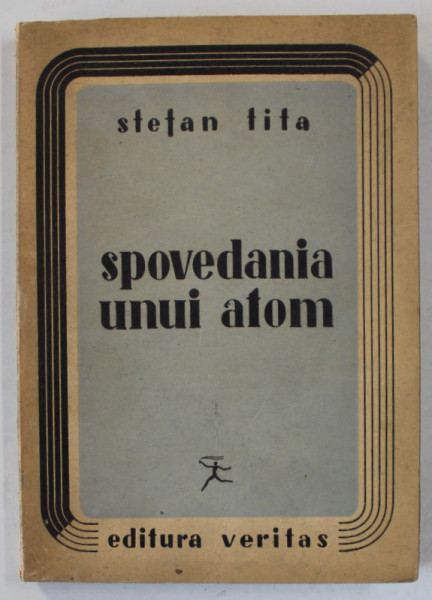 stefan tita
spovedania
unui atom
editura veritas